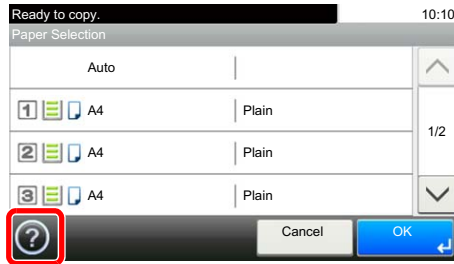 Ready to copy. 10:10
Paper Selection
Auto
1 A4 Plain
1/2
2 A4 Plain
3 A4 Plain
? Cancel OK